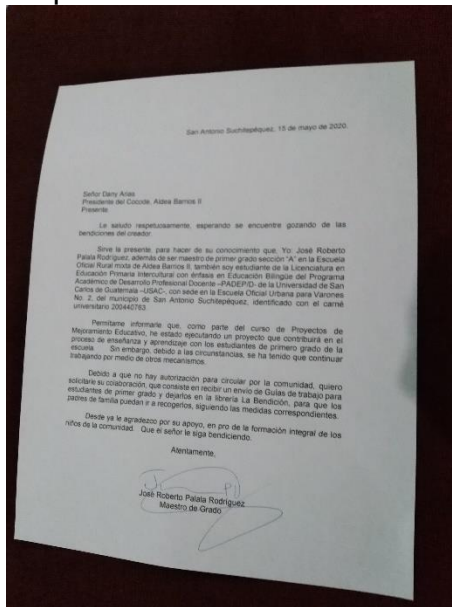 San Antonio Suchitepéquez, 15 de mayo de 2020.
Señor Dany Arias
Presidente del Cocode, Aldea Barrios II
Presente.
Le saludo respetuosamente, esperando se encuentre gozando de las
bendiciones del creador.
Sirve la presente, para hacer de su conocimiento que, Yo: José Roberto
Palala Rodríguez, además de ser maestro de primer grado sección "A" en la Escuela
Oficial Rural mixta de Aldea Barrios II, también soy estudiante de la Licenciatura en
Educación Primaria Intercultural con énfasis en Educación Bilingüe del Programa
Académico de Desarrollo Profesional Docente –PADEP/D- de la Universidad de San
Carlos de Guatemala –USAC-, con sede en la Escuela Oficial Urbana para Varones
No. 2, del municipio de San Antonio Suchitepéquez, identificado con el carné
universitario 200440763.
Permítame informarle que, como parte del curso de Proyectos de
Mejoramiento Educativo, he estado ejecutando un proyecto que contribuirá en el
proceso de enseñanza y aprendizaje con los estudiantes de primero grado de la
escuela. Sin embargo, debido a las circunstancias, se ha tenido que continuar
trabajando por medio de otros mecanismos.
Debido a que no hay autorización para circular por la comunidad, quiero
solicitarle su colaboración, que consiste en recibir un envío de Guías de trabajo para
estudiantes de primer grado y dejarlos en la librería La Bendición, para que los
padres de familia puedan ir a recogerlos, siguiendo las medidas correspondientes.
Desde ya le agradezco por su apoyo, en pro de la formación integral de los
niños de la comunidad. Que el señor le siga bendiciendo.
Atentamente,
José Roberto Palala Rodríguez
Maestro de Grado